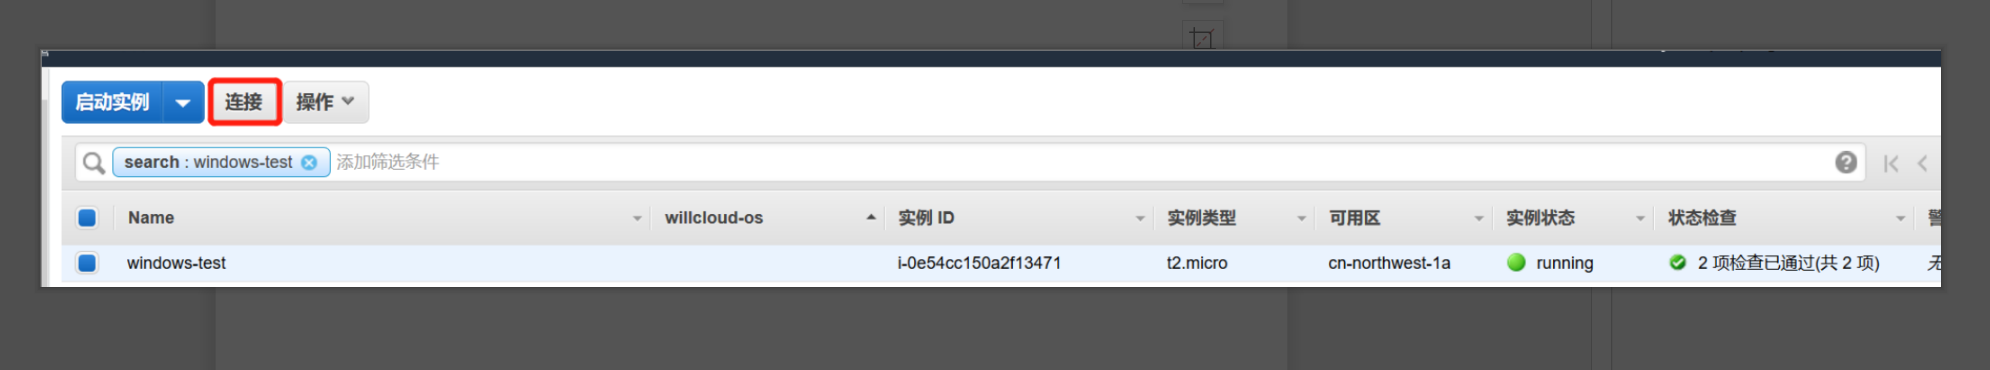 启动实例 连接 操作
search : windows-test 添加筛选条件
Name willcloud-os 实例 ID 实例类型 可用区 实例状态 状态检查
windows-test i-0e54cc150a2f13471 t2.micro cn-northwest-1a running 2 项检查已通过(共 2 项) 无